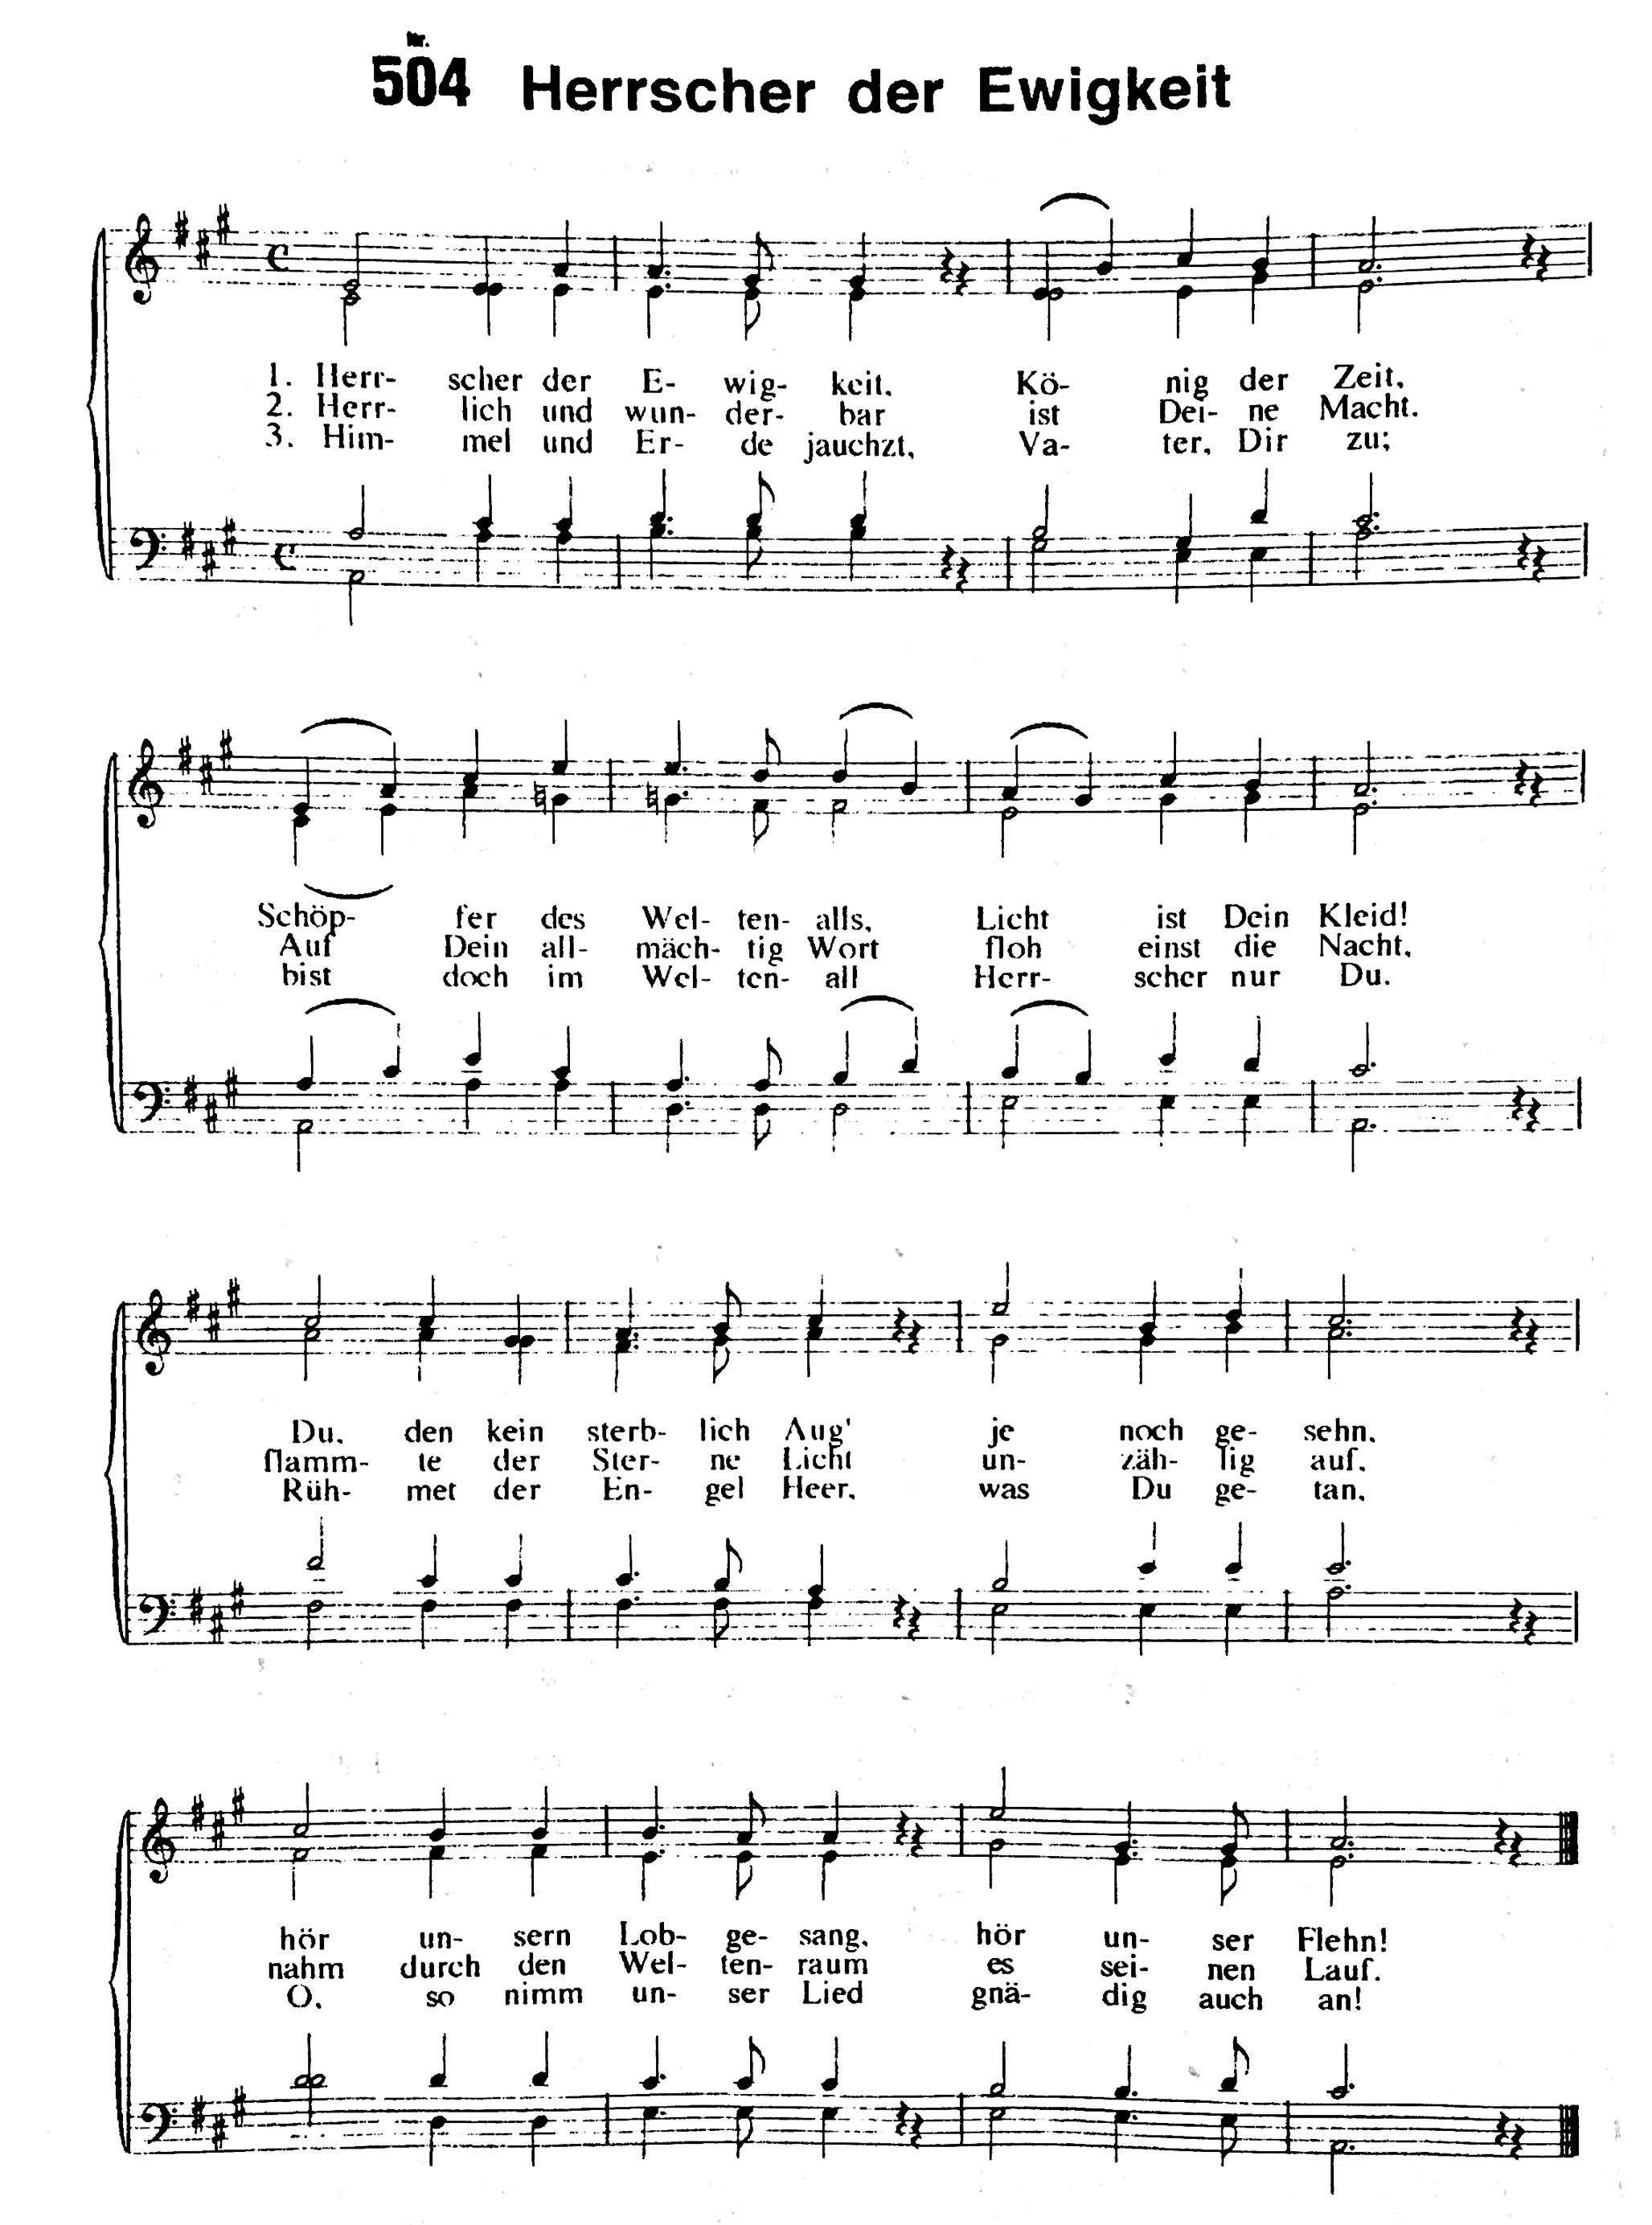 Nr.
504 Herrscher der Ewigkeit
1. Herr- scher der E- wig- keit, Kö- nig der Zeit,
2. Herr- lich und wun- der- bar ist Dei- ne Macht.
3. Him- mel und Er- de jauchzt, Va- ter, Dir zu;
Schöp- fer des Wel- ten- alls, Licht ist Dein Kleid!
Auf Dein all- mäch- tig Wort floh einst die Nacht,
bist doch im Wel- ten- all Herr- scher nur Du.
Du, den kein sterb- lich Aug' je noch ge- sehn,
flamm- te der Ster- ne Licht un- zäh- lig auf,
Rüh- met der En- gel Heer, was Du ge- tan,
hör un- sern Lob- ge- sang, hör un- ser Flehn!
nahm durch den Wel- ten- raum es sei- nen Lauf.
O, so nimm un- ser Lied gnä- dig auch an!